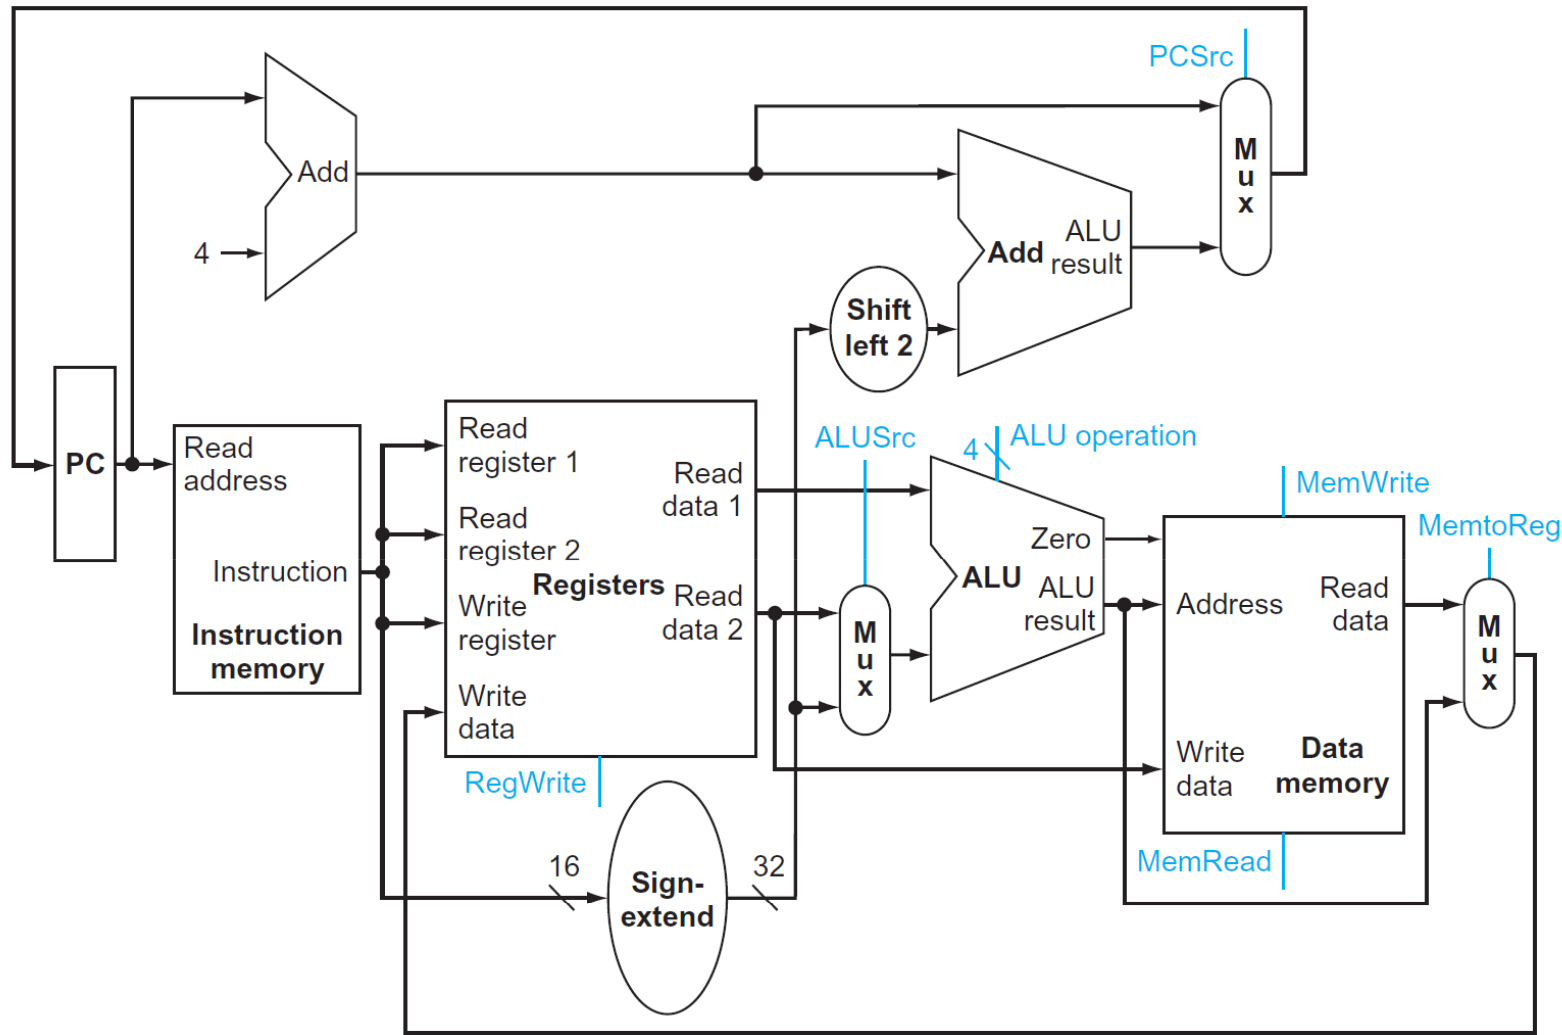 PCSrc
Add
4
M
u
x
Add
ALU
result
Shift
left 2
PC
Read
address
Instruction
Instruction
memory
Read
register 1
Read
register 2
Write
register
Write
data
Registers
Read
data 1
Read
data 2
RegWrite
16
Sign-
extend
32
ALUSrc
M
u
x
4
ALU operation
Zero
ALU
ALU
result
MemWrite
Address
Read
data
Write
data
Data
memory
MemRead
MemtoReg
M
u
x